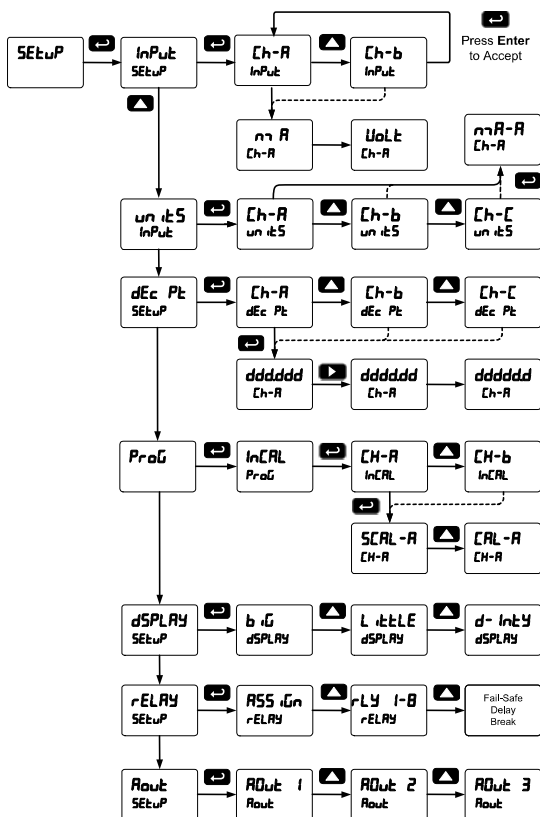 SEtuP
InPut
SEtuP
Ch-A
InPut
Ch-b
InPut
Press Enter
to Accept
mA
Ch-A
VoLt
Ch-A
mA-A
Ch-A
unitS
InPut
Ch-A
unitS
Ch-b
unitS
Ch-C
unitS
dEc Pt
SEtuP
Ch-A
dEc Pt
Ch-b
dEc Pt
Ch-C
dEc Pt
ddd.ddd
Ch-A
dddd.dd
Ch-A
ddddd.d
Ch-A
ProG
InCAL
ProG
CH-A
InCAL
CH-b
InCAL
SCAL-A
CH-A
CAL-A
CH-A
dSPLAY
SEtuP
biG
dSPLAY
LittLE
dSPLAY
d-IntY
dSPLAY
rELAY
SEtuP
ASSiGn
rELAY
rLY 1-8
rELAY
Fail-Safe
Delay
Break
Aout
SEtuP
AOut 1
Aout
AOut 2
Aout
AOut 3
Aout